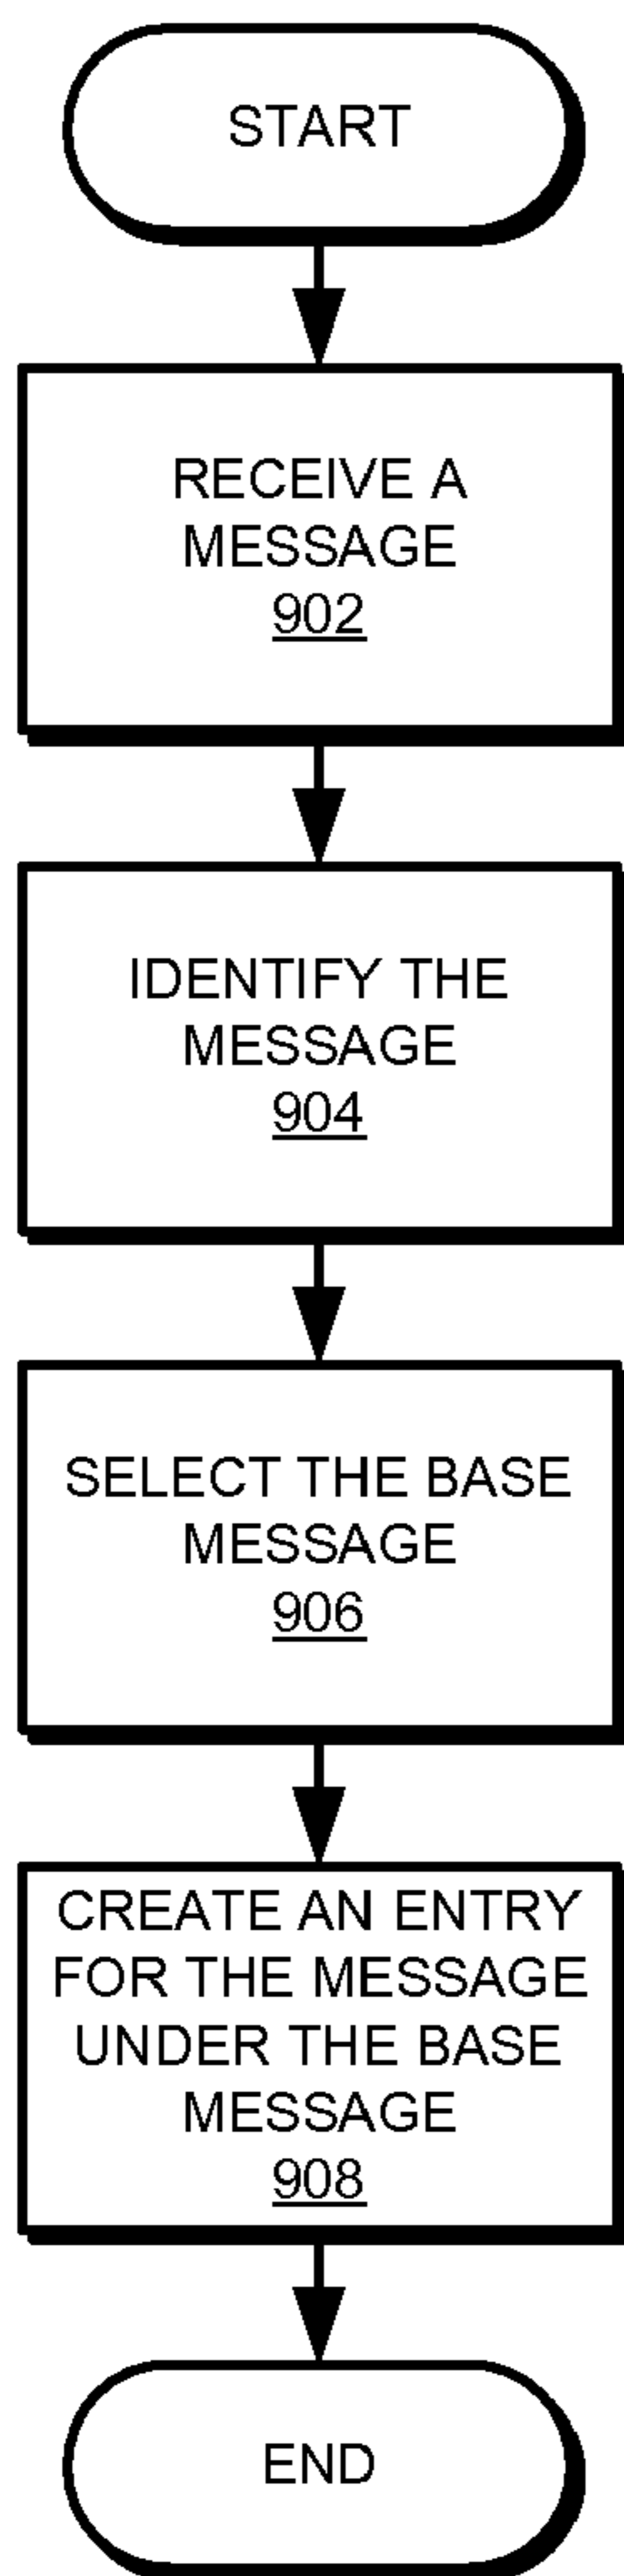 START
RECEIVE A
MESSAGE
902
IDENTIFY THE
MESSAGE
904
SELECT THE BASE
MESSAGE
906
CREATE AN ENTRY
FOR THE MESSAGE
UNDER THE BASE
MESSAGE
908
END